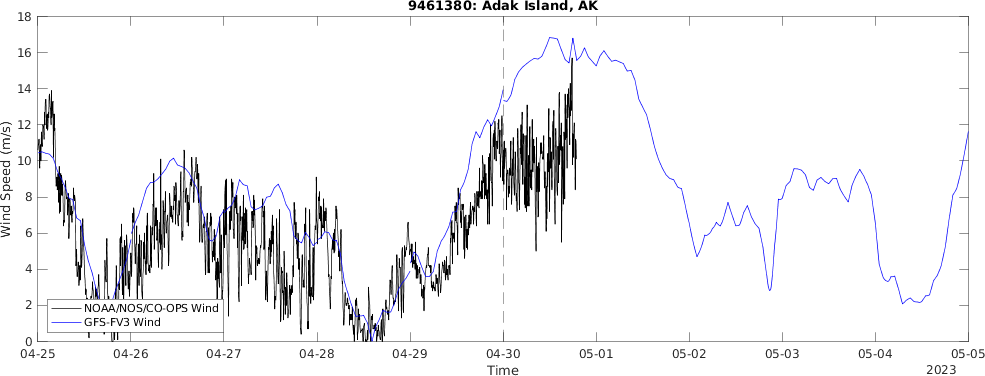 9461380: Adak Island, AK
18
16
14
12
10
8
6
4
2
0
Wind Speed (m/s)
NOAA/NOS/CO-OPS Wind
GFS-FV3 Wind
04-25 04-26 04-27 04-28 04-29 04-30 05-01 05-02 05-03 05-04 05-05
Time
2023